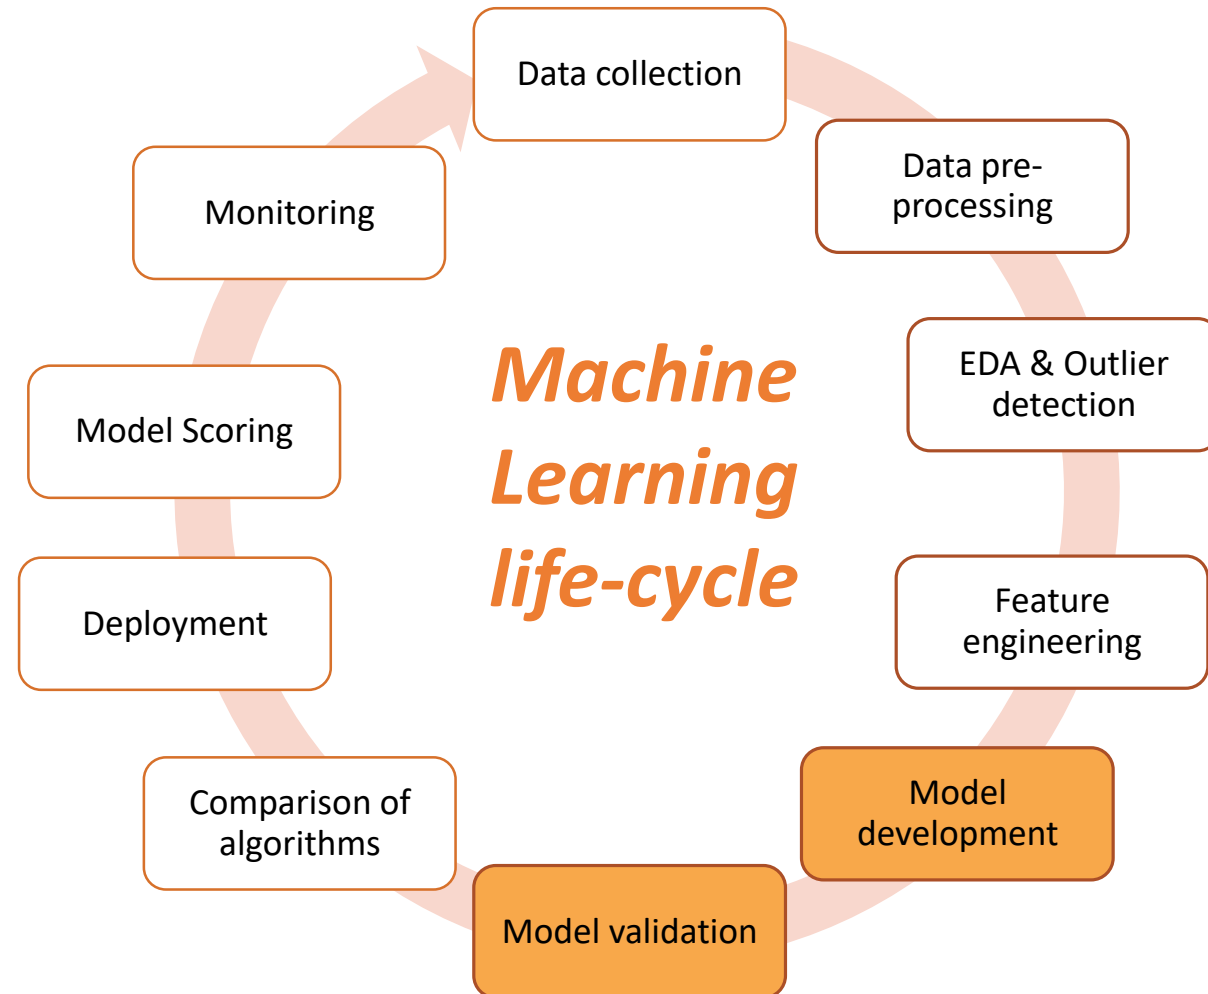 Data collection
Data pre-
processing
EDA & Outlier
detection
Feature
engineering
Model
development
Model validation
Comparison of
algorithms
Deployment
Model Scoring
Monitoring
Machine
Learning
life-cycle